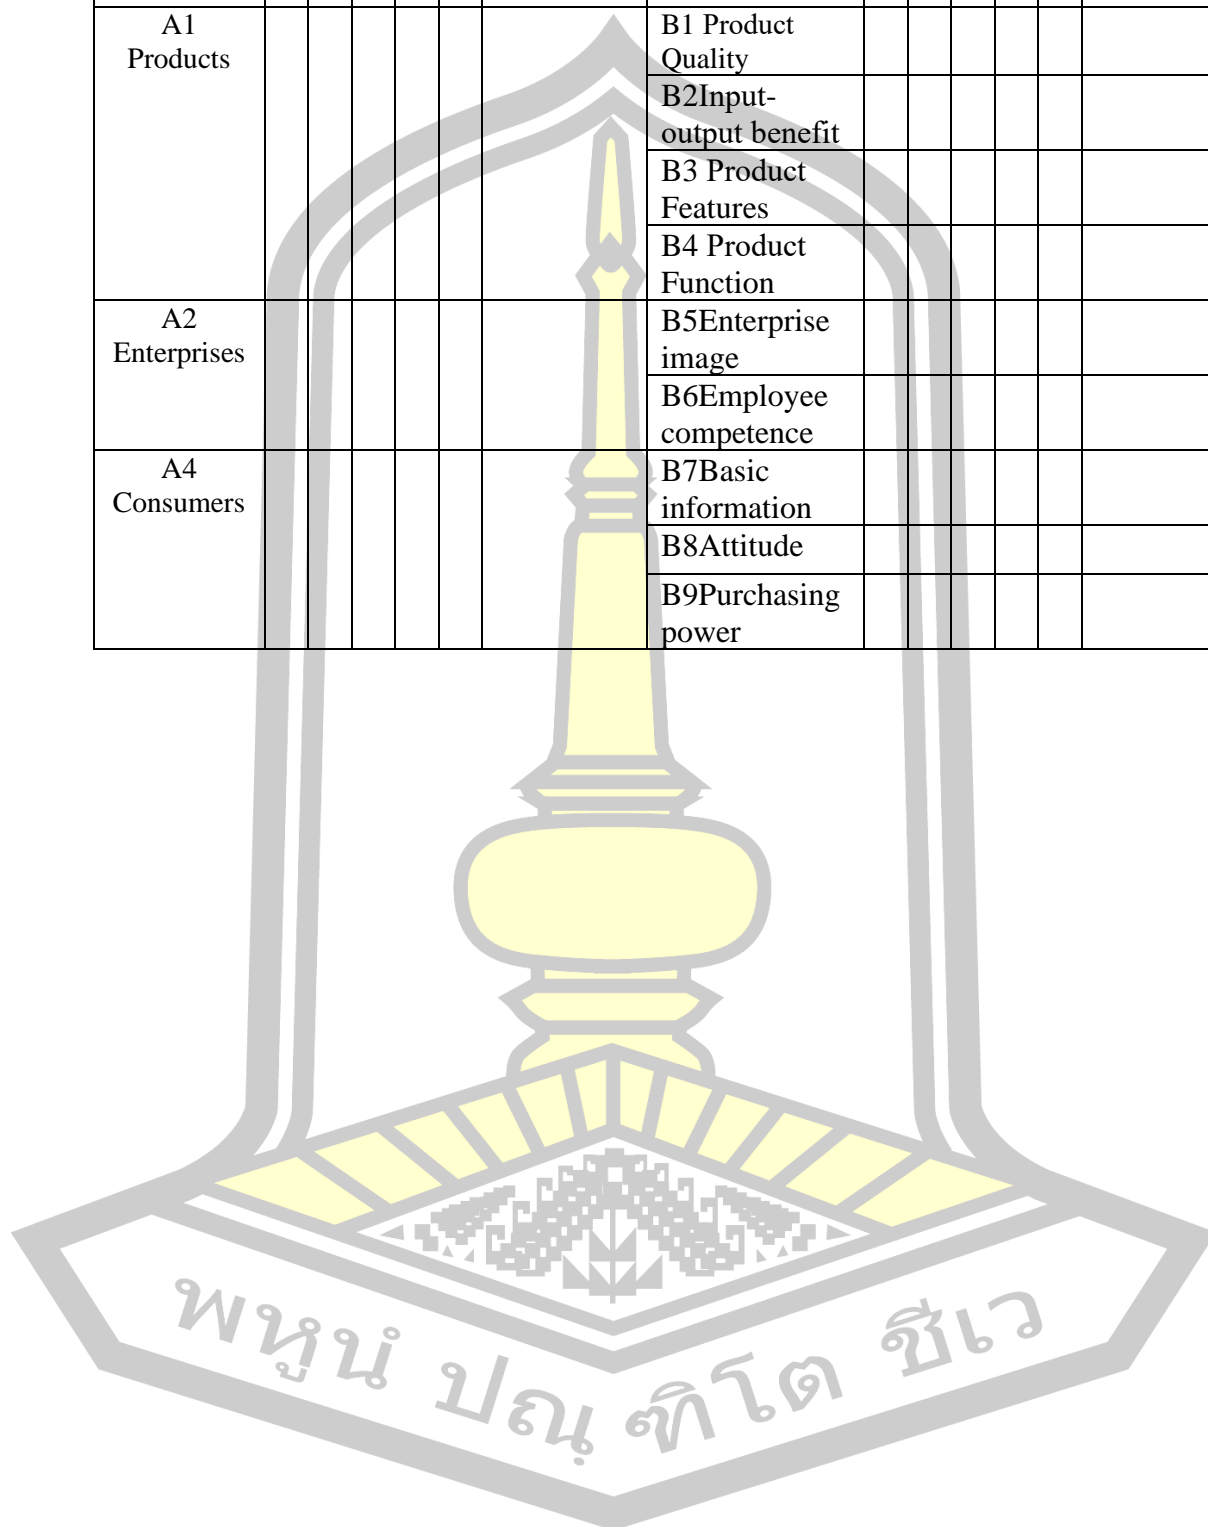 A1
Products
B1 Product
Quality
B2Input-
output benefit
B3 Product
Features
B4 Product
Function
A2
Enterprises
B5Enterprise
image
B6Employee
competence
A4
Consumers
B7Basic
information
B8Attitude
B9Purchasing
power
พหูนํ ปณฺฑิโต ชีเว